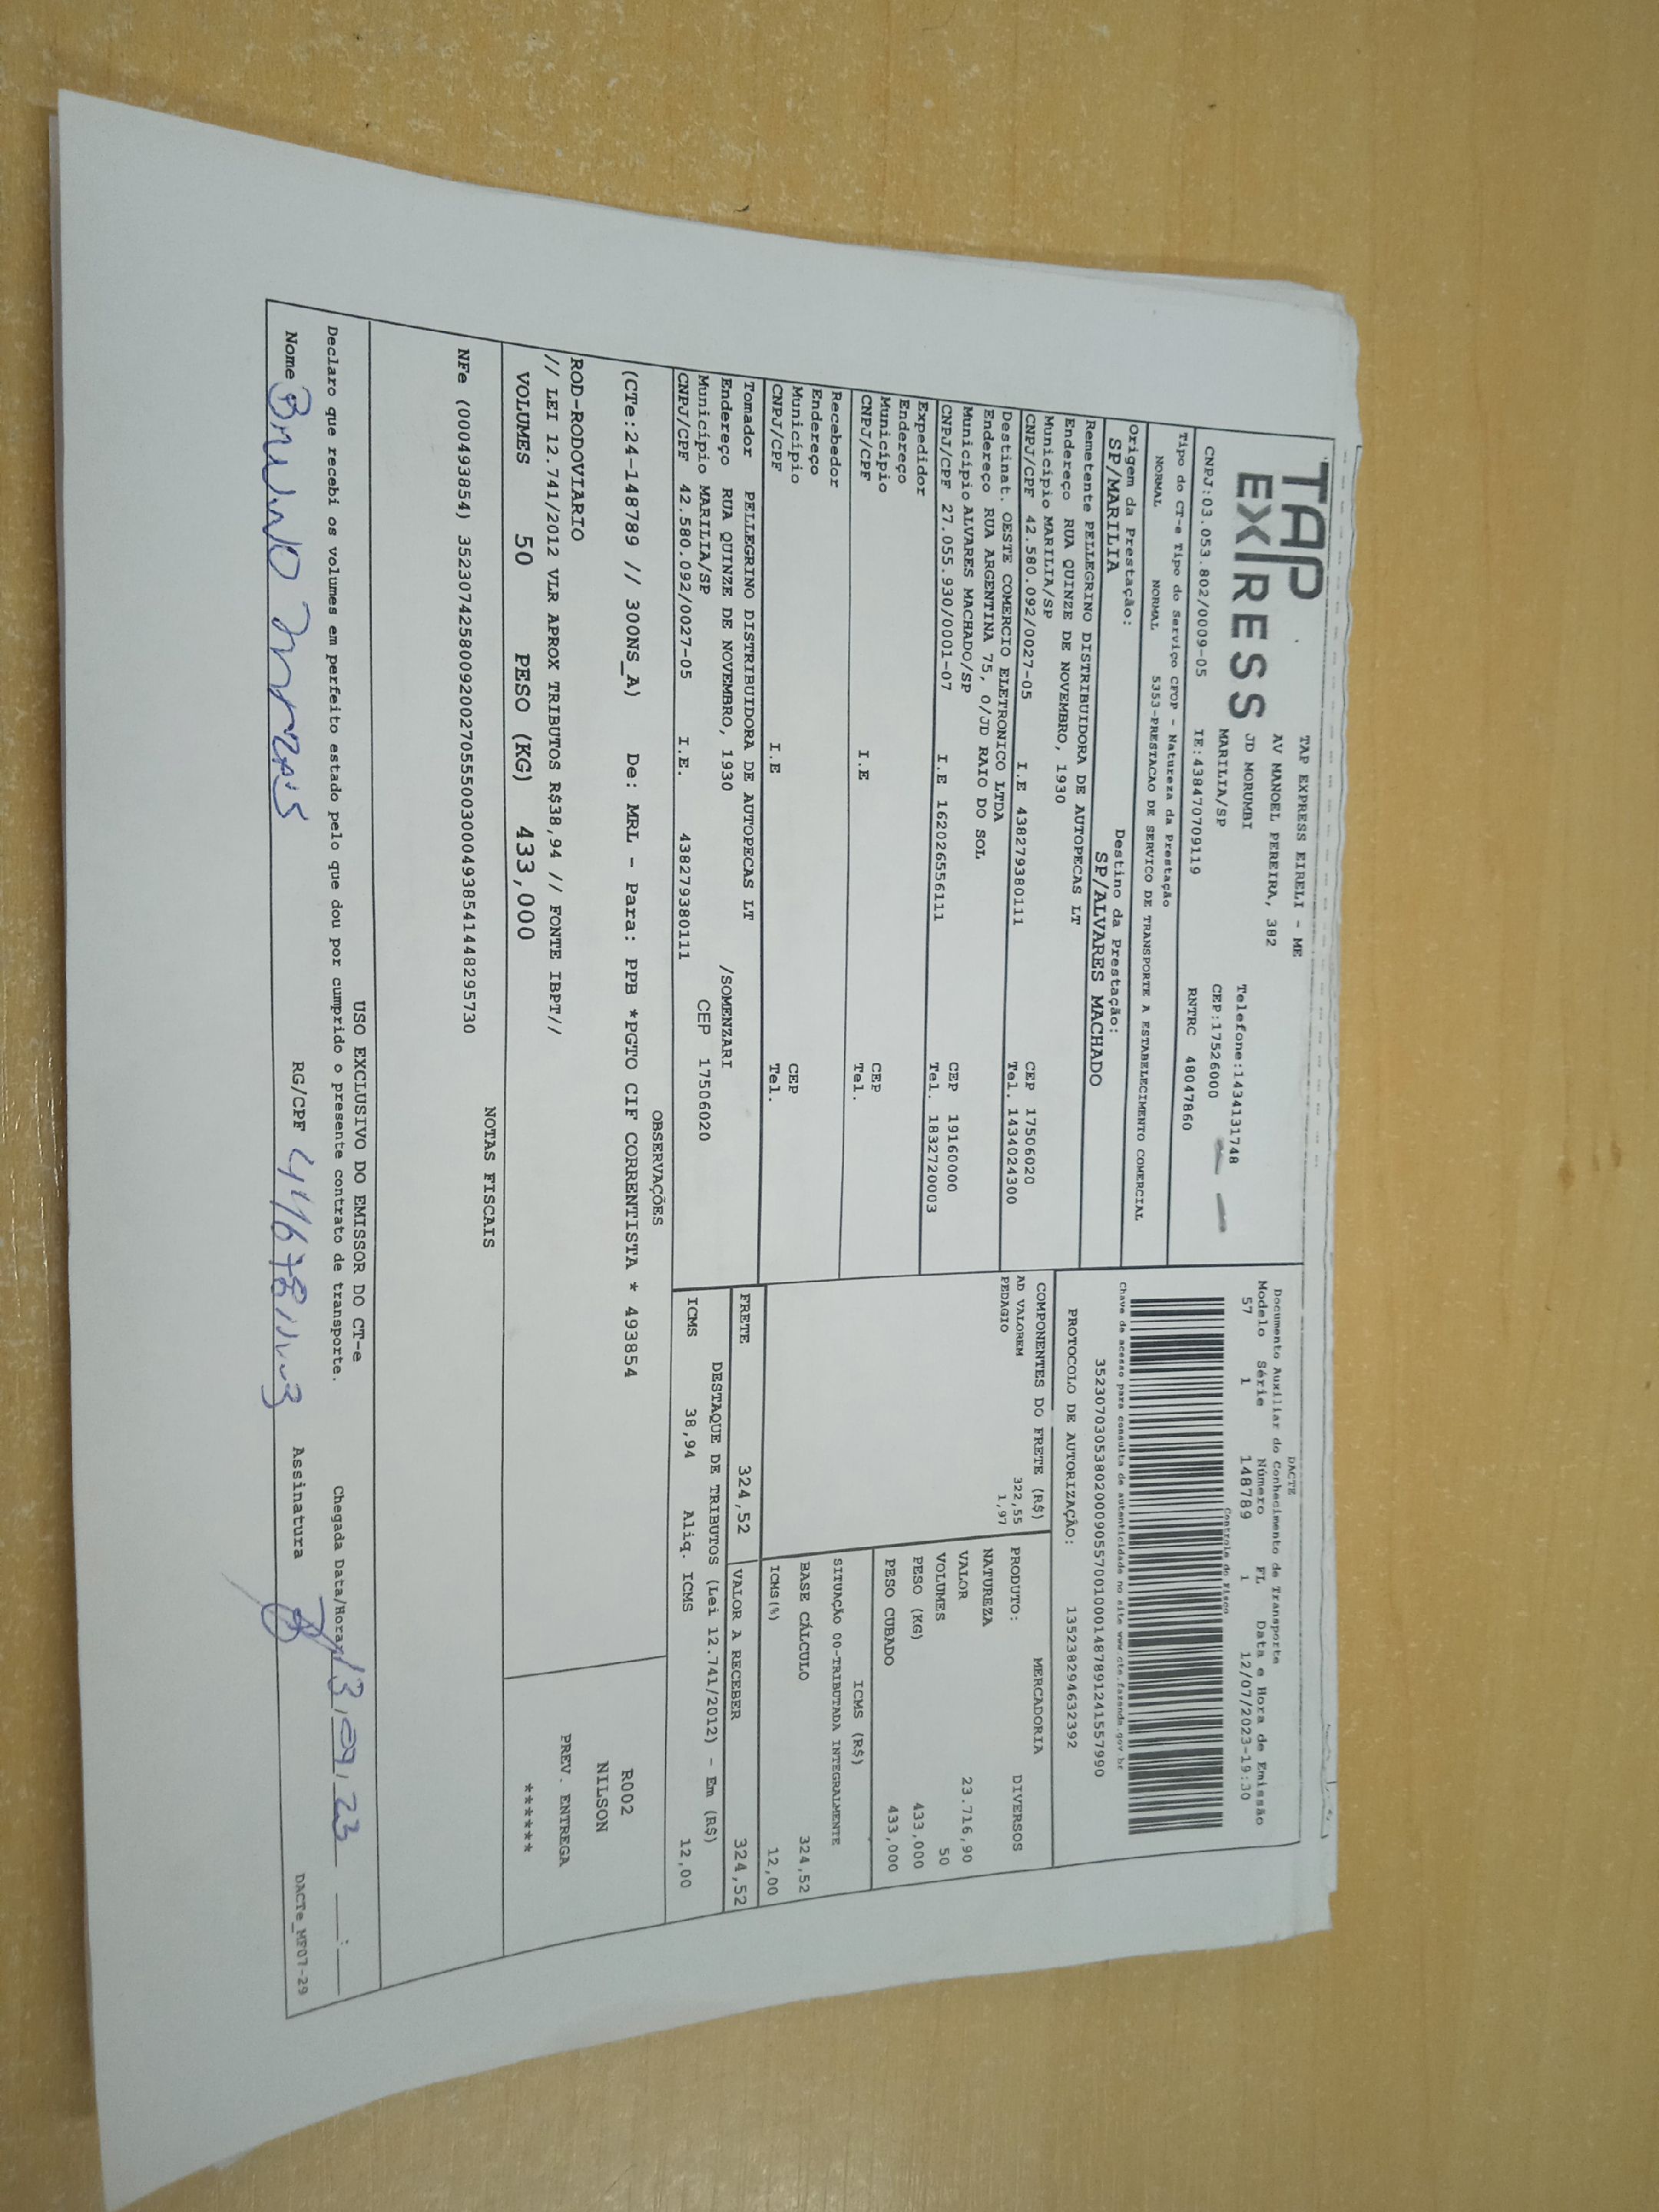 TAP
EXPRESS
TAP EXPRESS EIRELI - ME
AV MANOEL PEREIRA, 382
JD MORUMBI
Telefone:1434131748
MARILIA/SP
CEP:17526000
CNPJ:03.053.802/0009-05
IE:438470709119
RNTRC 48047860
Tipo do CT-e Tipo do Serviço CFOP - Natureza da Prestação
NORMAL NORMAL 5353-PRESTACAO DE SERVICO DE TRANSPORTE A ESTABELECIMENTO COMERCIAL
Origem da Prestação: Destino da Prestação:
SP/MARILIA SP/ALVARES MACHADO
DACTE
Documento Auxiliar do Conhecimento de Transporte
Modelo Série Número FL Data e Hora de Emissão
57 1 148789 1 12/07/2023-19:30
Controle do Fisco
Chave de acesso para consulta de autenticidade no site www.cte.fazenda.gov.br
35230703053802000905570010001487891241557990
PROTOCOLO DE AUTORIZAÇÃO: 135238294632392
Remetente PELLEGRINO DISTRIBUIDORA DE AUTOPECAS LT
Endereço RUA QUINZE DE NOVEMBRO, 1930
Município MARILIA/SP CEP 17506020
CNPJ/CPF 42.580.092/0027-05 I.E 438279380111 Tel. 1434024300
Destinat. OESTE COMERCIO ELETRONICO LTDA
Endereço RUA ARGENTINA 75, 0/JD RAIO DO SOL
Município ALVARES MACHADO/SP CEP 19160000
CNPJ/CPF 27.055.930/0001-07 I.E 162026556111 Tel. 1832720003
Expedidor
Endereço
Município CEP
CNPJ/CPF I.E Tel.
Recebedor
Endereço
Município CEP
CNPJ/CPF I.E Tel.
Tomador PELLEGRINO DISTRIBUIDORA DE AUTOPECAS LT
Endereço RUA QUINZE DE NOVEMBRO, 1930 /SOMENZARI
Município MARILIA/SP CEP 17506020
CNPJ/CPF 42.580.092/0027-05 I.E. 438279380111
COMPONENTES DO FRETE (R$)
AD VALOREM 322,55
PEDAGIO 1,97
MERCADORIA
PRODUTO: DIVERSOS
NATUREZA
VALOR 23.716,90
VOLUMES 50
PESO (KG) 433,000
PESO CUBADO 433,000
ICMS (R$)
SITUAÇÃO 00-TRIBUTADA INTEGRALMENTE
BASE CÁLCULO 324,52
ICMS(%) 12,00
FRETE 324,52 VALOR A RECEBER 324,52
DESTAQUE DE TRIBUTOS (Lei 12.741/2012) - Em (R$)
ICMS 38,94 Aliq. ICMS 12,00
OBSERVAÇÕES
(CTe:24-148789 // 300NS_A) De: MRL - Para: PPB *PGTO CIF CORRENTISTA * 493854
R002
NILSON
ROD-RODOVIARIO
// LEI 12.741/2012 VLR APROX TRIBUTOS R$38,94 // FONTE IBPT//
PREV. ENTREGA
VOLUMES 50 PESO (KG) 433,000
******
NOTAS FISCAIS
NFe (000493854) 35230742580092002705550030004938541448295730
USO EXCLUSIVO DO EMISSOR DO CT-e
Declaro que recebi os volumes em perfeito estado pelo que dou por cumprido o presente contrato de transporte. Chegada Data/Hora
Nome Bruno RG/CPF Assinatura
DACTe_MP07-29